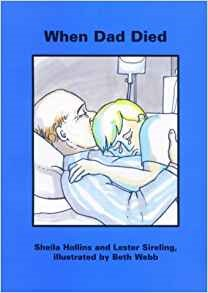 When Dad Died
Sheila Hollins and Lester Sireling,
illustrated by Beth Webb